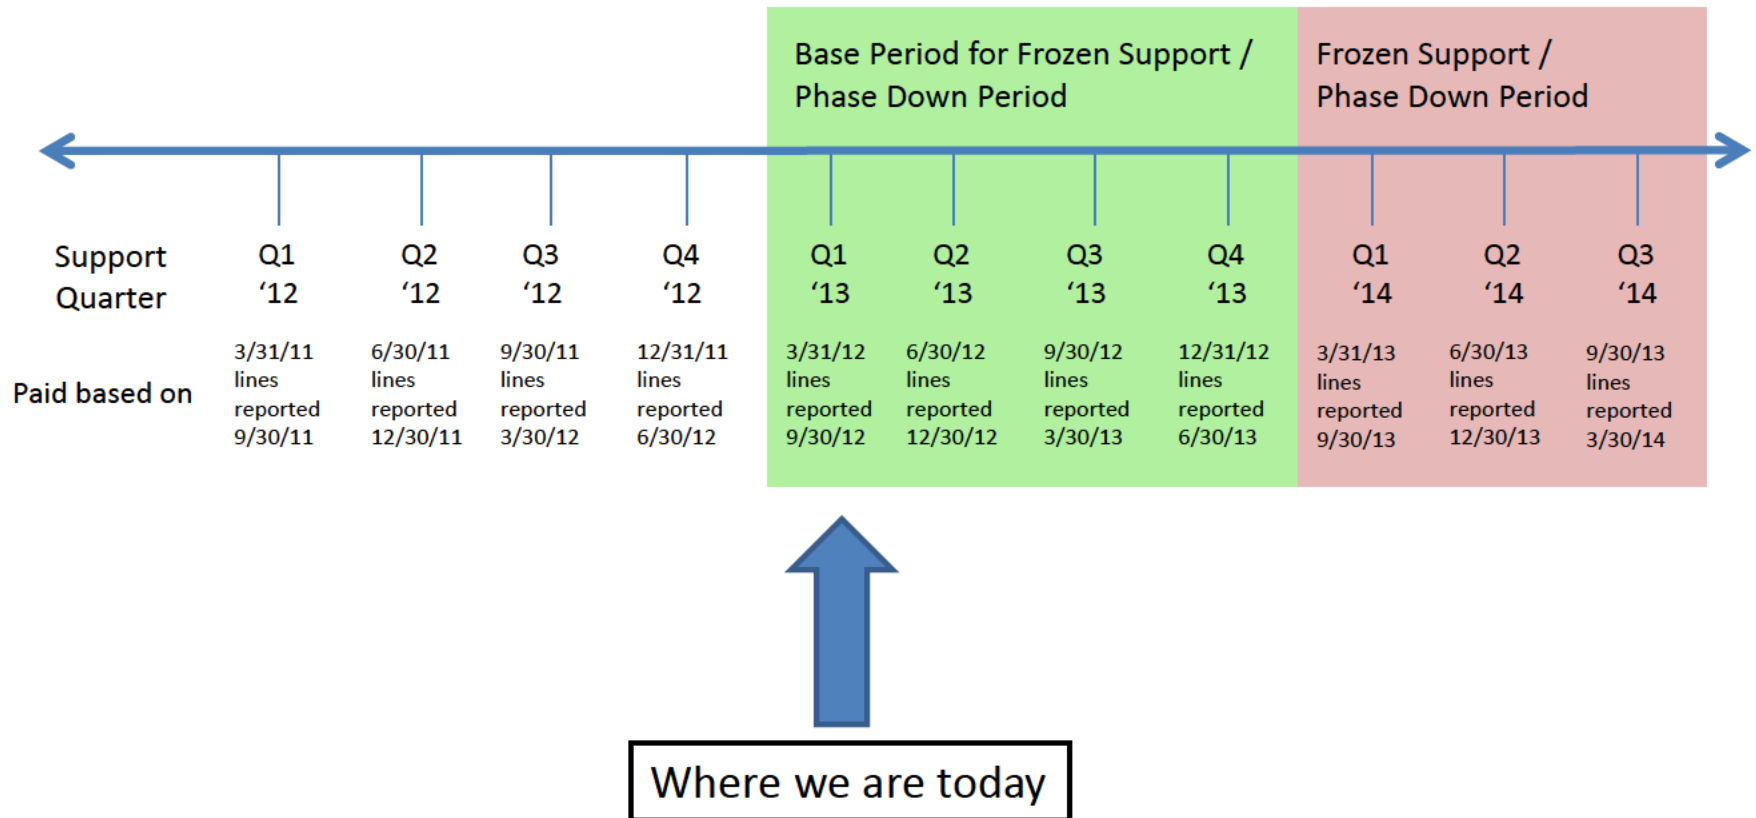 Base Period for Frozen Support /
Phase Down Period
Frozen Support /
Phase Down Period
Support
Quarter
Q1
‘12
Q2
‘12
Q3
‘12
Q4
‘12
Q1
‘13
Q2
‘13
Q3
‘13
Q4
‘13
Q1
‘14
Q2
‘14
Q3
‘14
Paid based on
3/31/11
lines
reported
9/30/11
6/30/11
lines
reported
12/30/11
9/30/11
lines
reported
3/30/12
12/31/11
lines
reported
6/30/12
3/31/12
lines
reported
9/30/12
6/30/12
lines
reported
12/30/12
9/30/12
lines
reported
3/30/13
12/31/12
lines
reported
6/30/13
3/31/13
lines
reported
9/30/13
6/30/13
lines
reported
12/30/13
9/30/13
lines
reported
3/30/14
Where we are today